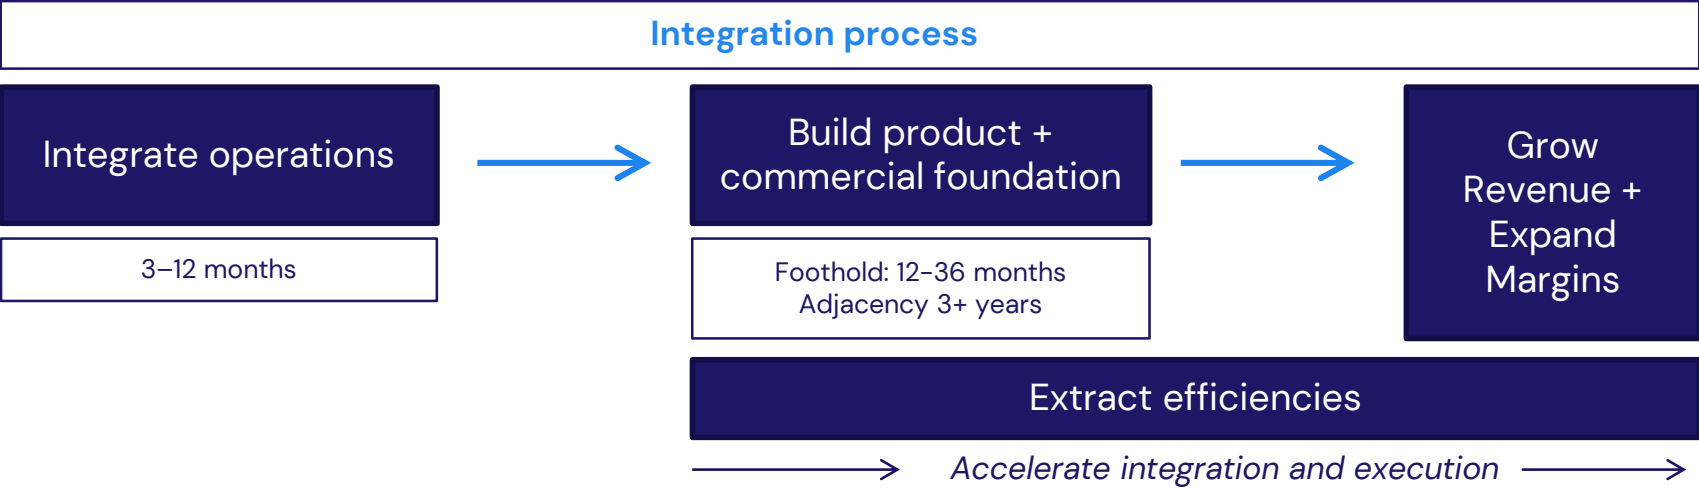 Integration process
Integrate operations
3–12 months
Build product +
commercial foundation
Foothold: 12-36 months
Adjacency 3+ years
Grow
Revenue +
Expand
Margins
Extract efficiencies
Accelerate integration and execution